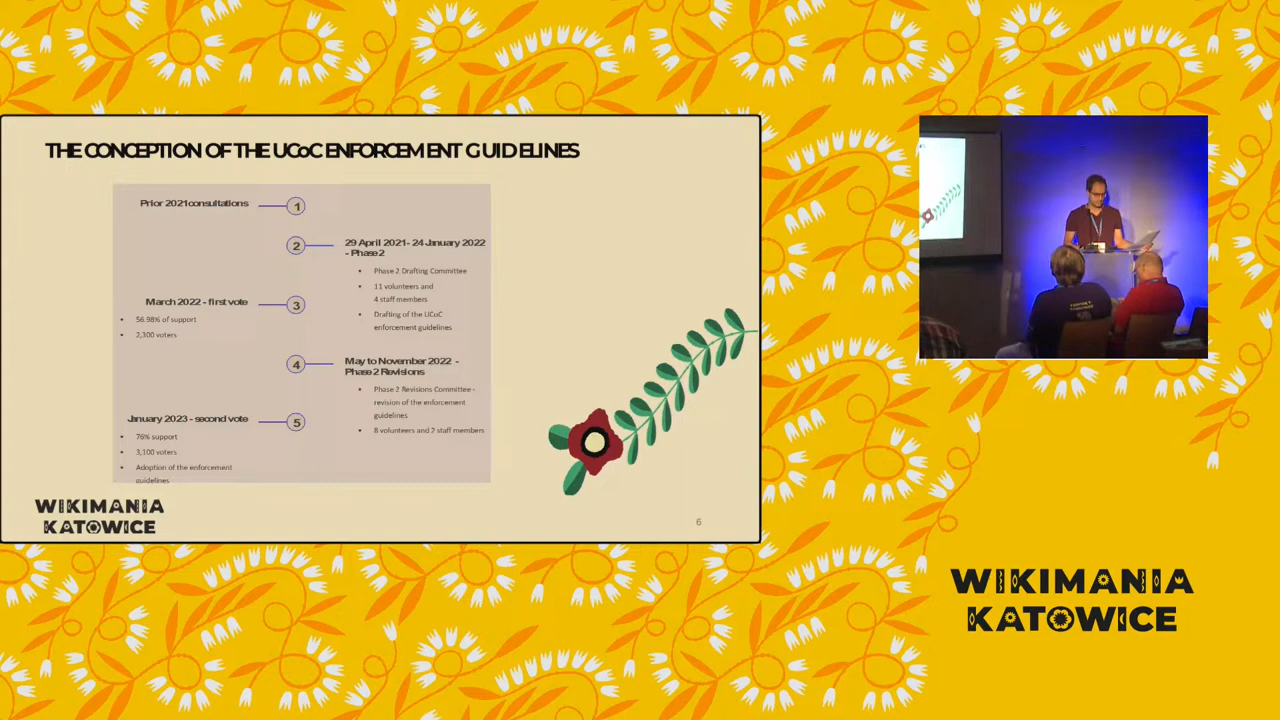 THE CONCEPTION OF THE UCoC ENFORCEMENT GUIDELINES
Prior 2021 consultations
1
2
29 April 2021- 24 January 2022
- Phase 2
• Phase 2 Drafting Committee
• 11 volunteers and
4 staff members
• Drafting of the UCoC
enforcement guidelines
March 2022 - first vote
3
• 56.98% of support
• 2,300 voters
4
May to November 2022 -
Phase 2 Revisions
• Phase 2 Revisions Committee -
revision of the enforcement
guidelines
• 8 volunteers and 2 staff members
January 2023 - second vote
5
• 76% support
• 3,100 voters
• Adoption of the enforcement
guidelines
WIKIMANIA
KATOWICE
6
WIKIMANIA
KATOWICE